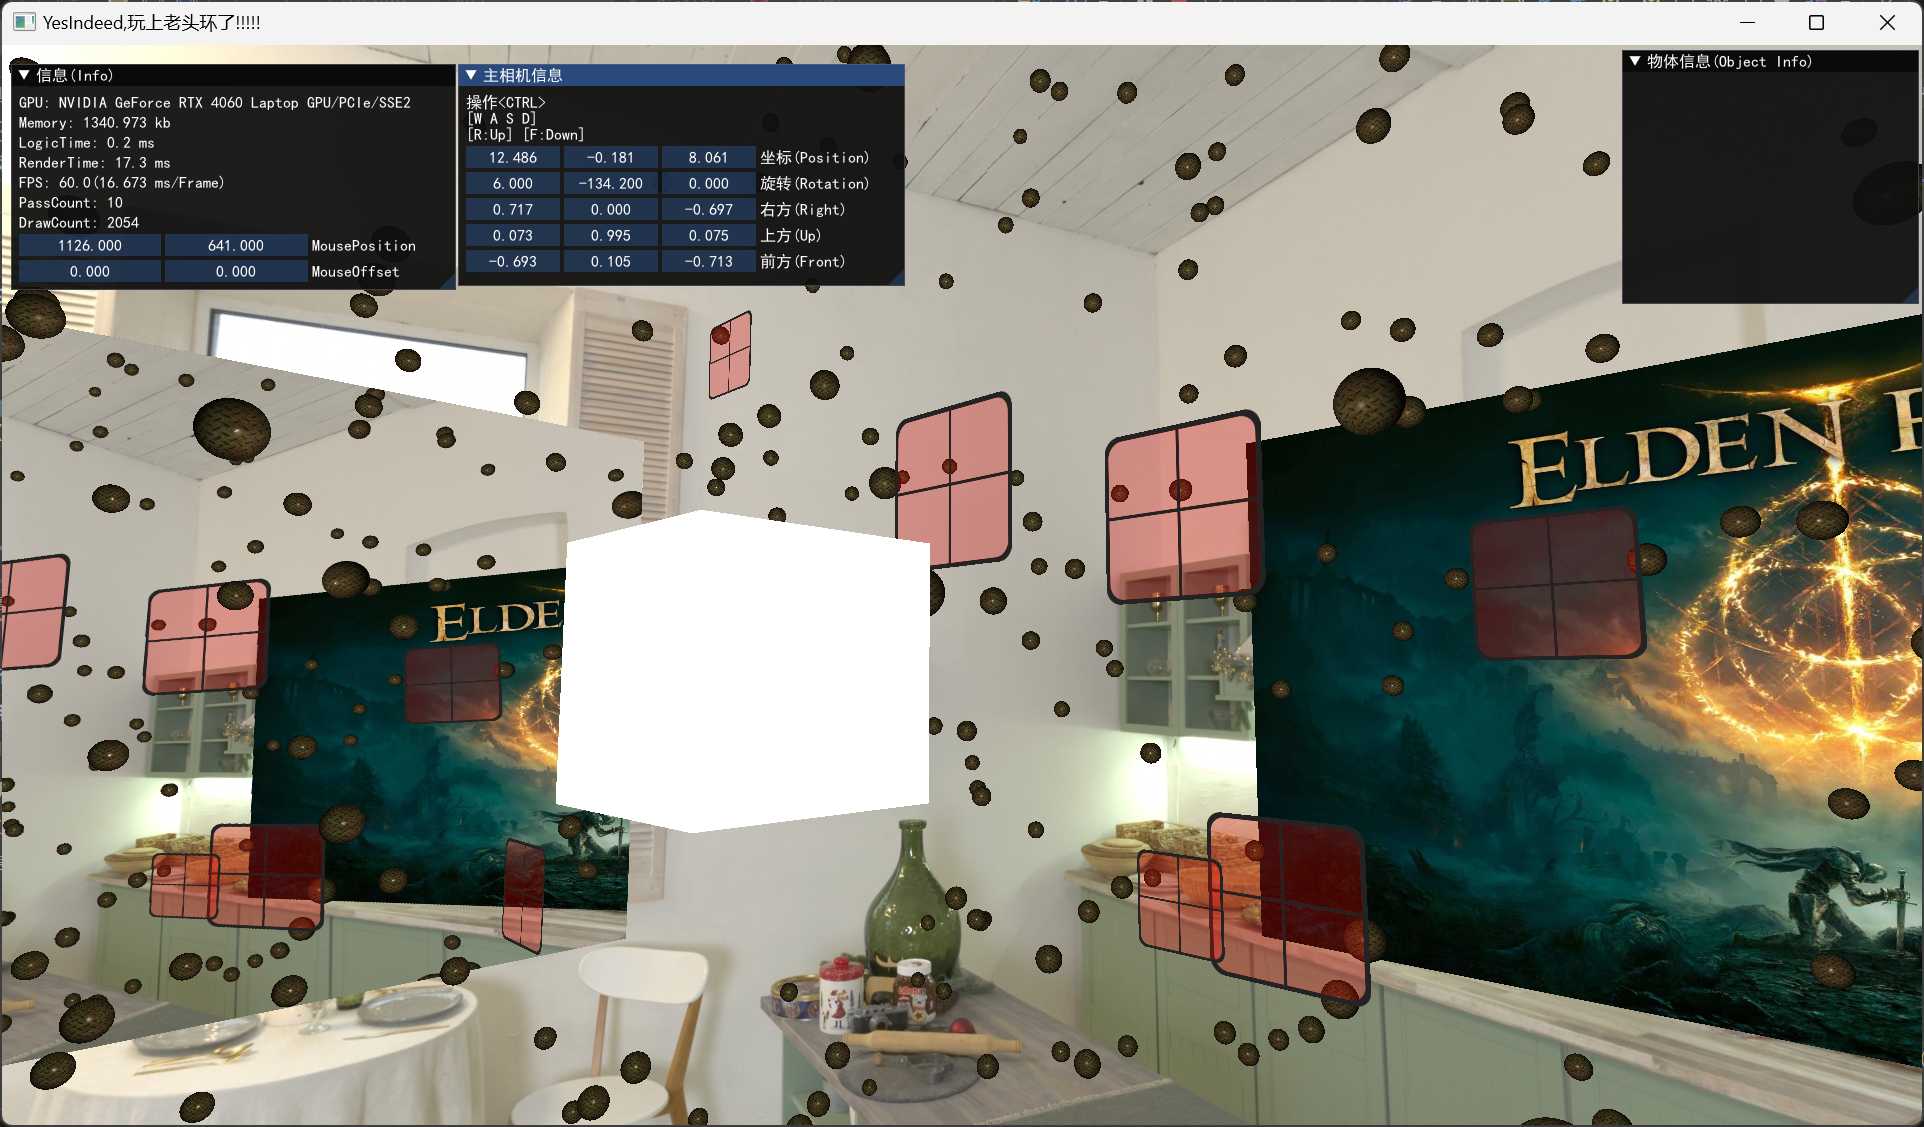 YesIndeed,玩上老头环了!!!!!
▼ 信息(Info)
GPU: NVIDIA GeForce RTX 4060 Laptop GPU/PCIe/SSE2
Memory: 1340.973 kb
LogicTime: 0.2 ms
RenderTime: 17.3 ms
FPS: 60.0(16.673 ms/Frame)
PassCount: 10
DrawCount: 2054
1126.000 641.000 MousePosition
0.000 0.000 MouseOffset
▼ 主相机信息
操作<CTRL>
[W A S D]
[R:Up] [F:Down]
12.486 -0.181 8.061 坐标(Position)
6.000 -134.200 0.000 旋转(Rotation)
0.717 0.000 -0.697 右方(Right)
0.073 0.995 0.075 上方(Up)
-0.693 0.105 -0.713 前方(Front)
▼ 物体信息(Object Info)
ELDEN
ELDE